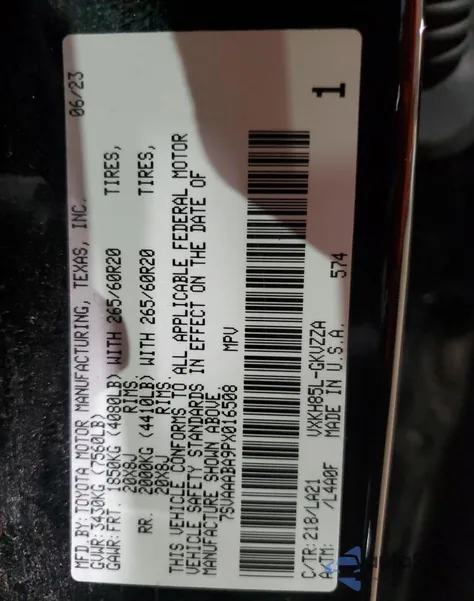 MFD.BY:TOYOTA MOTOR MANUFACTURING, TEXAS, INC. 06/23
GVWR:3430KG (7560LB)
GAWR:FRT. 1850KG (4080LB) WITH 265/60R20 TIRES,
20X8J RIMS,
RR. 2000KG (4410LB) WITH 265/60R20 TIRES,
20X8J RIMS.
THIS VEHICLE CONFORMS TO ALL APPLICABLE FEDERAL MOTOR
VEHICLE SAFETY STANDARDS IN EFFECT ON THE DATE OF
MANUFACTURE SHOWN ABOVE.
7SVAAABA9PX016508 MPV
C/TR:218/LA21 VXKH85L-GKVZZA
A/TM: /L4A0F MADE IN U.S.A. 574
1